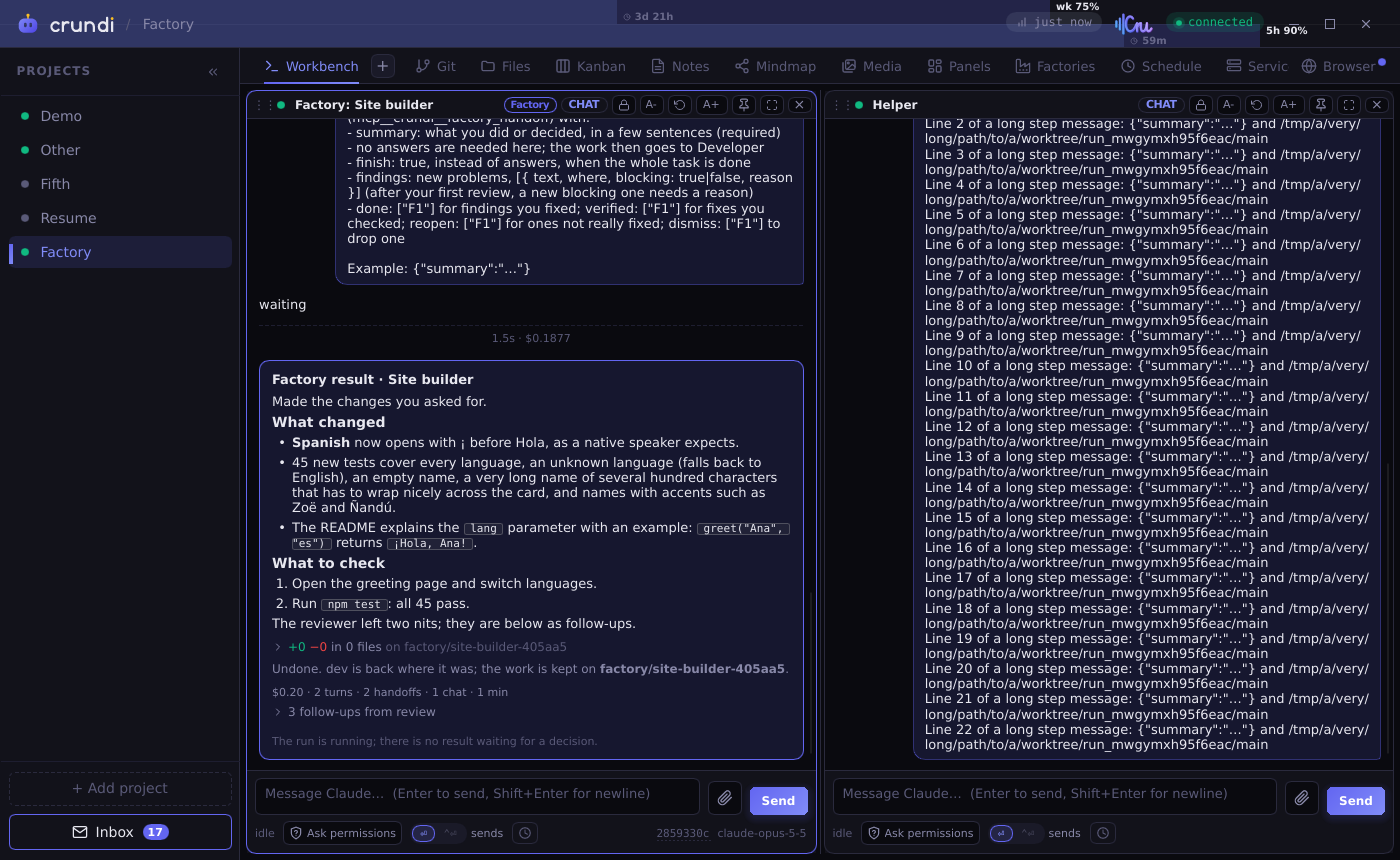 crundi / Factory
3d 21h
wk 75%
just now
Cru
connected
59m
5h 90%
PROJECTS
«
Demo
Other
Fifth
Resume
Factory
+ Add project
Inbox 17
Workbench
+
Git
Files
Kanban
Notes
Mindmap
Media
Panels
Factories
Schedule
Servic
Browser
Factory: Site builder
Factory
CHAT
A-
A+
- summary: what you did or decided, in a few sentences (required)
- no answers are needed here; the work then goes to Developer
- finish: true, instead of answers, when the whole task is done
- findings: new problems, [{ text, where, blocking: true|false, reason
}] (after your first review, a new blocking one needs a reason)
- done: ["F1"] for findings you fixed; verified: ["F1"] for fixes you
checked; reopen: ["F1"] for ones not really fixed; dismiss: ["F1"] to
drop one
Example: {"summary":"…"}
waiting
1.5s · $0.1877
Factory result · Site builder
Made the changes you asked for.
What changed
• Spanish now opens with ¡ before Hola, as a native speaker expects.
• 45 new tests cover every language, an unknown language (falls back to
English), an empty name, a very long name of several hundred characters
that has to wrap nicely across the card, and names with accents such as
Zoë and Ñandú.
• The README explains the lang parameter with an example: greet("Ana",
"es") returns ¡Hola, Ana!.
What to check
1. Open the greeting page and switch languages.
2. Run npm test: all 45 pass.
The reviewer left two nits; they are below as follow-ups.
+0 −0 in 0 files on factory/site-builder-405aa5
Undone. dev is back where it was; the work is kept on factory/site-builder-405aa5.
$0.20 · 2 turns · 2 handoffs · 1 chat · 1 min
3 follow-ups from review
The run is running; there is no result waiting for a decision.
Message Claude… (Enter to send, Shift+Enter for newline)
Send
idle
Ask permissions
sends
2859330c
claude-opus-5-5
Helper
CHAT
A-
A+
Line 2 of a long step message: {"summary":"…"} and /tmp/a/very/
long/path/to/a/worktree/run_mwgymxh95f6eac/main
Line 3 of a long step message: {"summary":"…"} and /tmp/a/very/
long/path/to/a/worktree/run_mwgymxh95f6eac/main
Line 4 of a long step message: {"summary":"…"} and /tmp/a/very/
long/path/to/a/worktree/run_mwgymxh95f6eac/main
Line 5 of a long step message: {"summary":"…"} and /tmp/a/very/
long/path/to/a/worktree/run_mwgymxh95f6eac/main
Line 6 of a long step message: {"summary":"…"} and /tmp/a/very/
long/path/to/a/worktree/run_mwgymxh95f6eac/main
Line 7 of a long step message: {"summary":"…"} and /tmp/a/very/
long/path/to/a/worktree/run_mwgymxh95f6eac/main
Line 8 of a long step message: {"summary":"…"} and /tmp/a/very/
long/path/to/a/worktree/run_mwgymxh95f6eac/main
Line 9 of a long step message: {"summary":"…"} and /tmp/a/very/
long/path/to/a/worktree/run_mwgymxh95f6eac/main
Line 10 of a long step message: {"summary":"…"} and /tmp/a/very/
long/path/to/a/worktree/run_mwgymxh95f6eac/main
Line 11 of a long step message: {"summary":"…"} and /tmp/a/very/
long/path/to/a/worktree/run_mwgymxh95f6eac/main
Line 12 of a long step message: {"summary":"…"} and /tmp/a/very/
long/path/to/a/worktree/run_mwgymxh95f6eac/main
Line 13 of a long step message: {"summary":"…"} and /tmp/a/very/
long/path/to/a/worktree/run_mwgymxh95f6eac/main
Line 14 of a long step message: {"summary":"…"} and /tmp/a/very/
long/path/to/a/worktree/run_mwgymxh95f6eac/main
Line 15 of a long step message: {"summary":"…"} and /tmp/a/very/
long/path/to/a/worktree/run_mwgymxh95f6eac/main
Line 16 of a long step message: {"summary":"…"} and /tmp/a/very/
long/path/to/a/worktree/run_mwgymxh95f6eac/main
Line 17 of a long step message: {"summary":"…"} and /tmp/a/very/
long/path/to/a/worktree/run_mwgymxh95f6eac/main
Line 18 of a long step message: {"summary":"…"} and /tmp/a/very/
long/path/to/a/worktree/run_mwgymxh95f6eac/main
Line 19 of a long step message: {"summary":"…"} and /tmp/a/very/
long/path/to/a/worktree/run_mwgymxh95f6eac/main
Line 20 of a long step message: {"summary":"…"} and /tmp/a/very/
long/path/to/a/worktree/run_mwgymxh95f6eac/main
Line 21 of a long step message: {"summary":"…"} and /tmp/a/very/
long/path/to/a/worktree/run_mwgymxh95f6eac/main
Line 22 of a long step message: {"summary":"…"} and /tmp/a/very/
long/path/to/a/worktree/run_mwgymxh95f6eac/main
Message Claude… (Enter to send, Shift+Enter for newline)
Send
idle
Ask permissions
sends